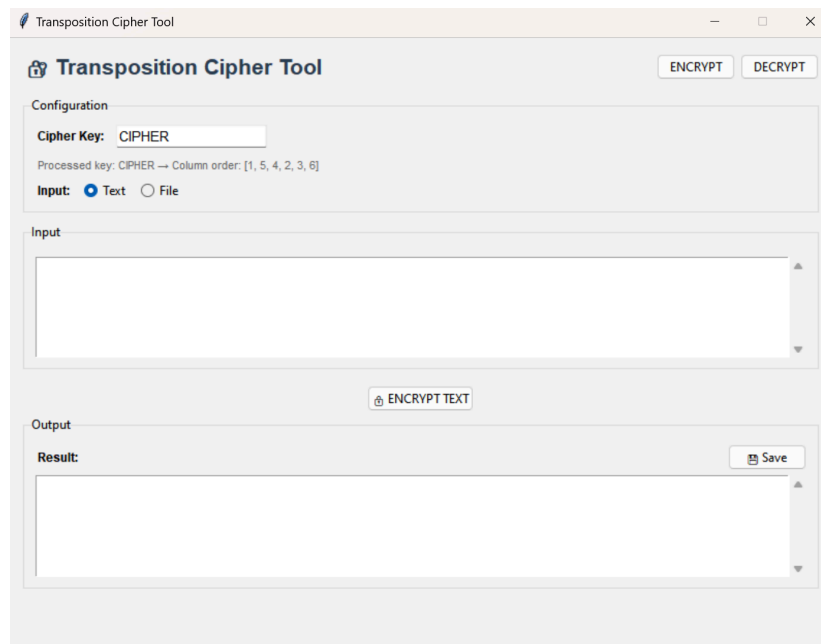 Transposition Cipher Tool
Transposition Cipher Tool
ENCRYPT DECRYPT
Configuration
Cipher Key: CIPHER
Processed key: CIPHER → Column order: [1, 5, 4, 2, 3, 6]
Input: Text File
Input
ENCRYPT TEXT
Output
Result: Save